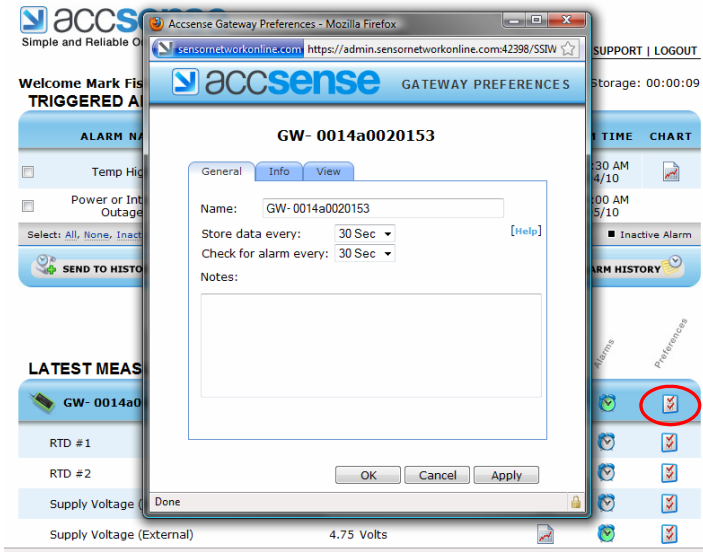 accsense
Simple and Reliable O
SUPPORT | LOGOUT
Welcome Mark Fis
Storage: 00:00:09
TRIGGERED A
ALARM NA
TIME
CHART
Temp Hig
:30 AM
4/10
Power or Int
Outage
:00 AM
5/10
Select: All, None, Inact
Inactive Alarm
SEND TO HISTO
ARM HISTORY
Alarms
Preferences
LATEST MEAS
GW- 0014a0
RTD #1
RTD #2
Supply Voltage (
Supply Voltage (External)
4.75 Volts
Accsense Gateway Preferences - Mozilla Firefox
sensornetworkonline.com
https://admin.sensornetworkonline.com:42398/SSIW
accsense
GATEWAY PREFERENCES
GW- 0014a0020153
General
Info
View
Name:
GW- 0014a0020153
Store data every:
30 Sec
[Help]
Check for alarm every:
30 Sec
Notes:
OK
Cancel
Apply
Done